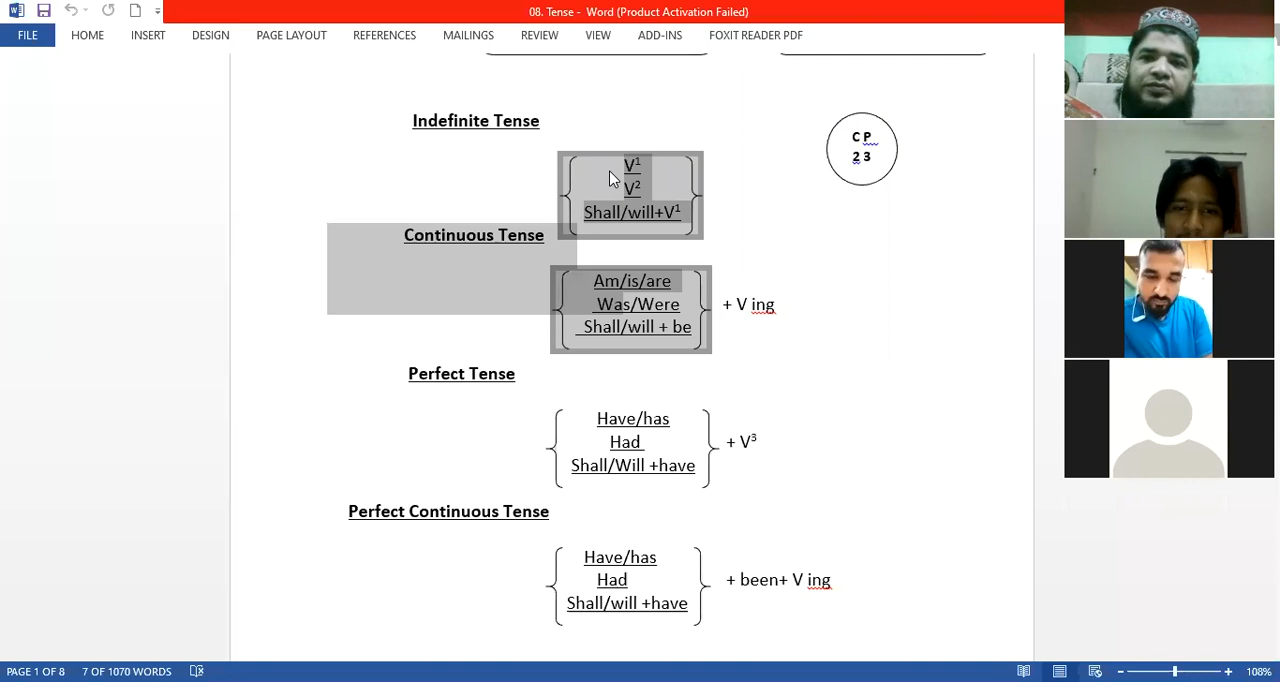 08. Tense - Word (Product Activation Failed)
FILE HOME INSERT DESIGN PAGE LAYOUT REFERENCES MAILINGS REVIEW VIEW ADD-INS FOXIT READER PDF
Indefinite Tense
C P
2 3
V¹
V²
Shall/will+V¹
Continuous Tense
Am/is/are
Was/Were
Shall/will + be
+ V ing
Perfect Tense
Have/has
Had
Shall/Will +have
+ V³
Perfect Continuous Tense
Have/has
Had
Shall/will +have
+ been+ V ing
PAGE 1 OF 8 7 OF 1070 WORDS 108%